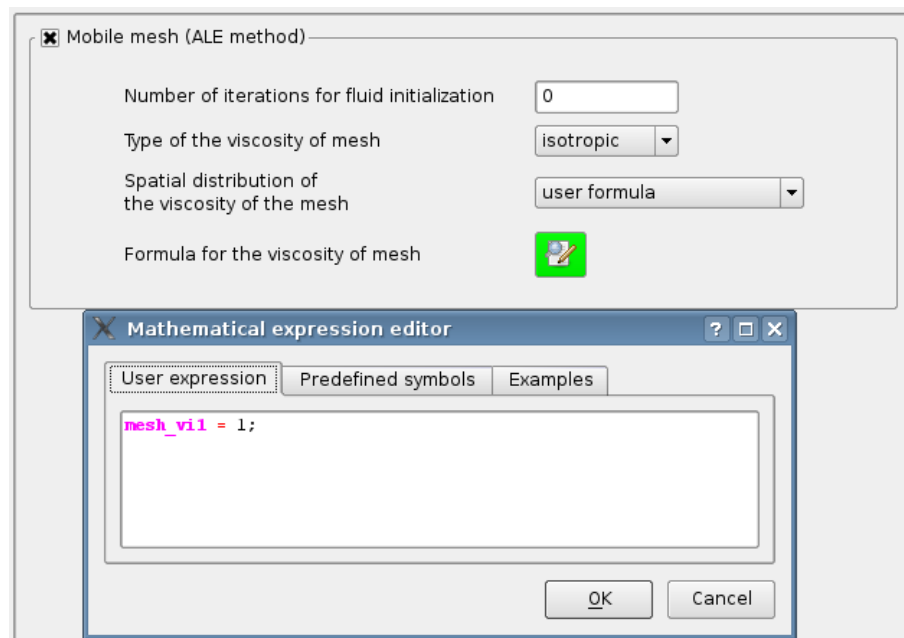 Mobile mesh (ALE method)
Number of iterations for fluid initialization
0
Type of the viscosity of mesh
isotropic
Spatial distribution of
the viscosity of the mesh
user formula
Formula for the viscosity of mesh
Mathematical expression editor
?
User expression
Predefined symbols
Examples
mesh_vi1 = 1;
OK
Cancel